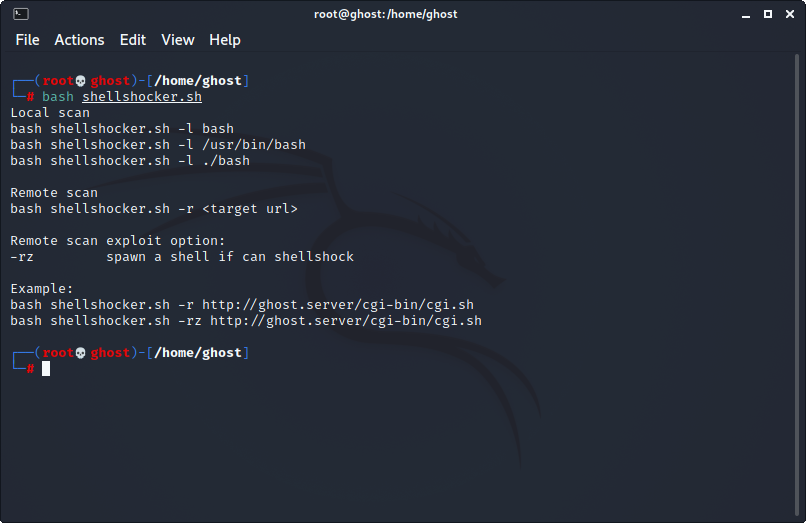 root@ghost:/home/ghost
File Actions Edit View Help
┌──(root💀ghost)-[/home/ghost]
└─# bash shellshocker.sh
Local scan
bash shellshocker.sh -l bash
bash shellshocker.sh -l /usr/bin/bash
bash shellshocker.sh -l ./bash
Remote scan
bash shellshocker.sh -r <target url>
Remote scan exploit option:
-rz         spawn a shell if can shellshock
Example:
bash shellshocker.sh -r http://ghost.server/cgi-bin/cgi.sh
bash shellshocker.sh -rz http://ghost.server/cgi-bin/cgi.sh
┌──(root💀ghost)-[/home/ghost]
└─#